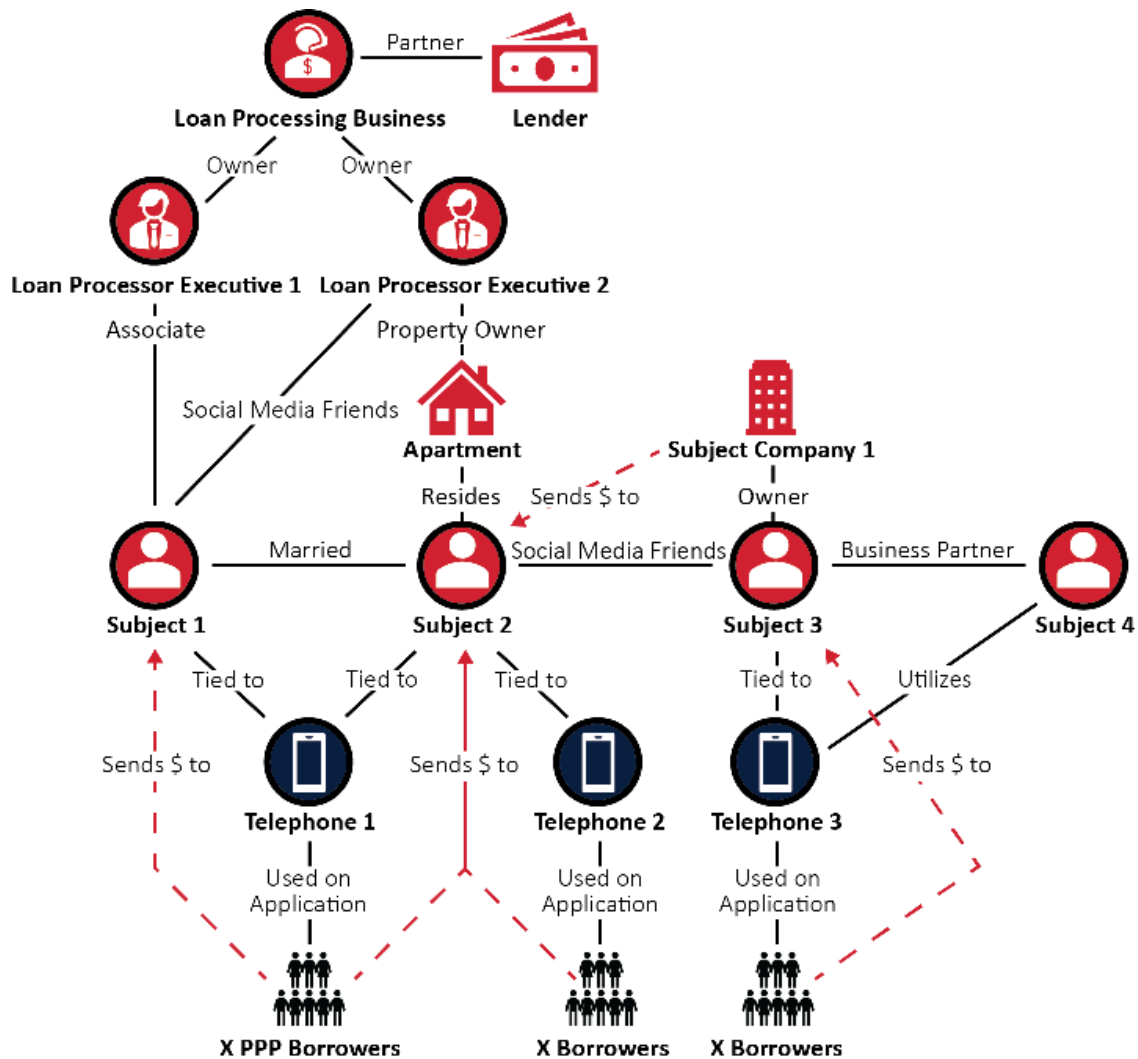 Partner
$
Loan Processing Business
Lender
Owner
Owner
Loan Processor Executive 1
Loan Processor Executive 2
Associate
Property Owner
Social Media Friends
Apartment
Subject Company 1
Resides
Sends $ to
Owner
Married
Social Media Friends
Business Partner
Subject 1
Subject 2
Subject 3
Subject 4
Tied to
Tied to
Tied to
Tied to
Utilizes
Sends $ to
Sends $ to
Sends $ to
Telephone 1
Telephone 2
Telephone 3
Used on
Application
Used on
Application
Used on
Application
X PPP Borrowers
X Borrowers
X Borrowers